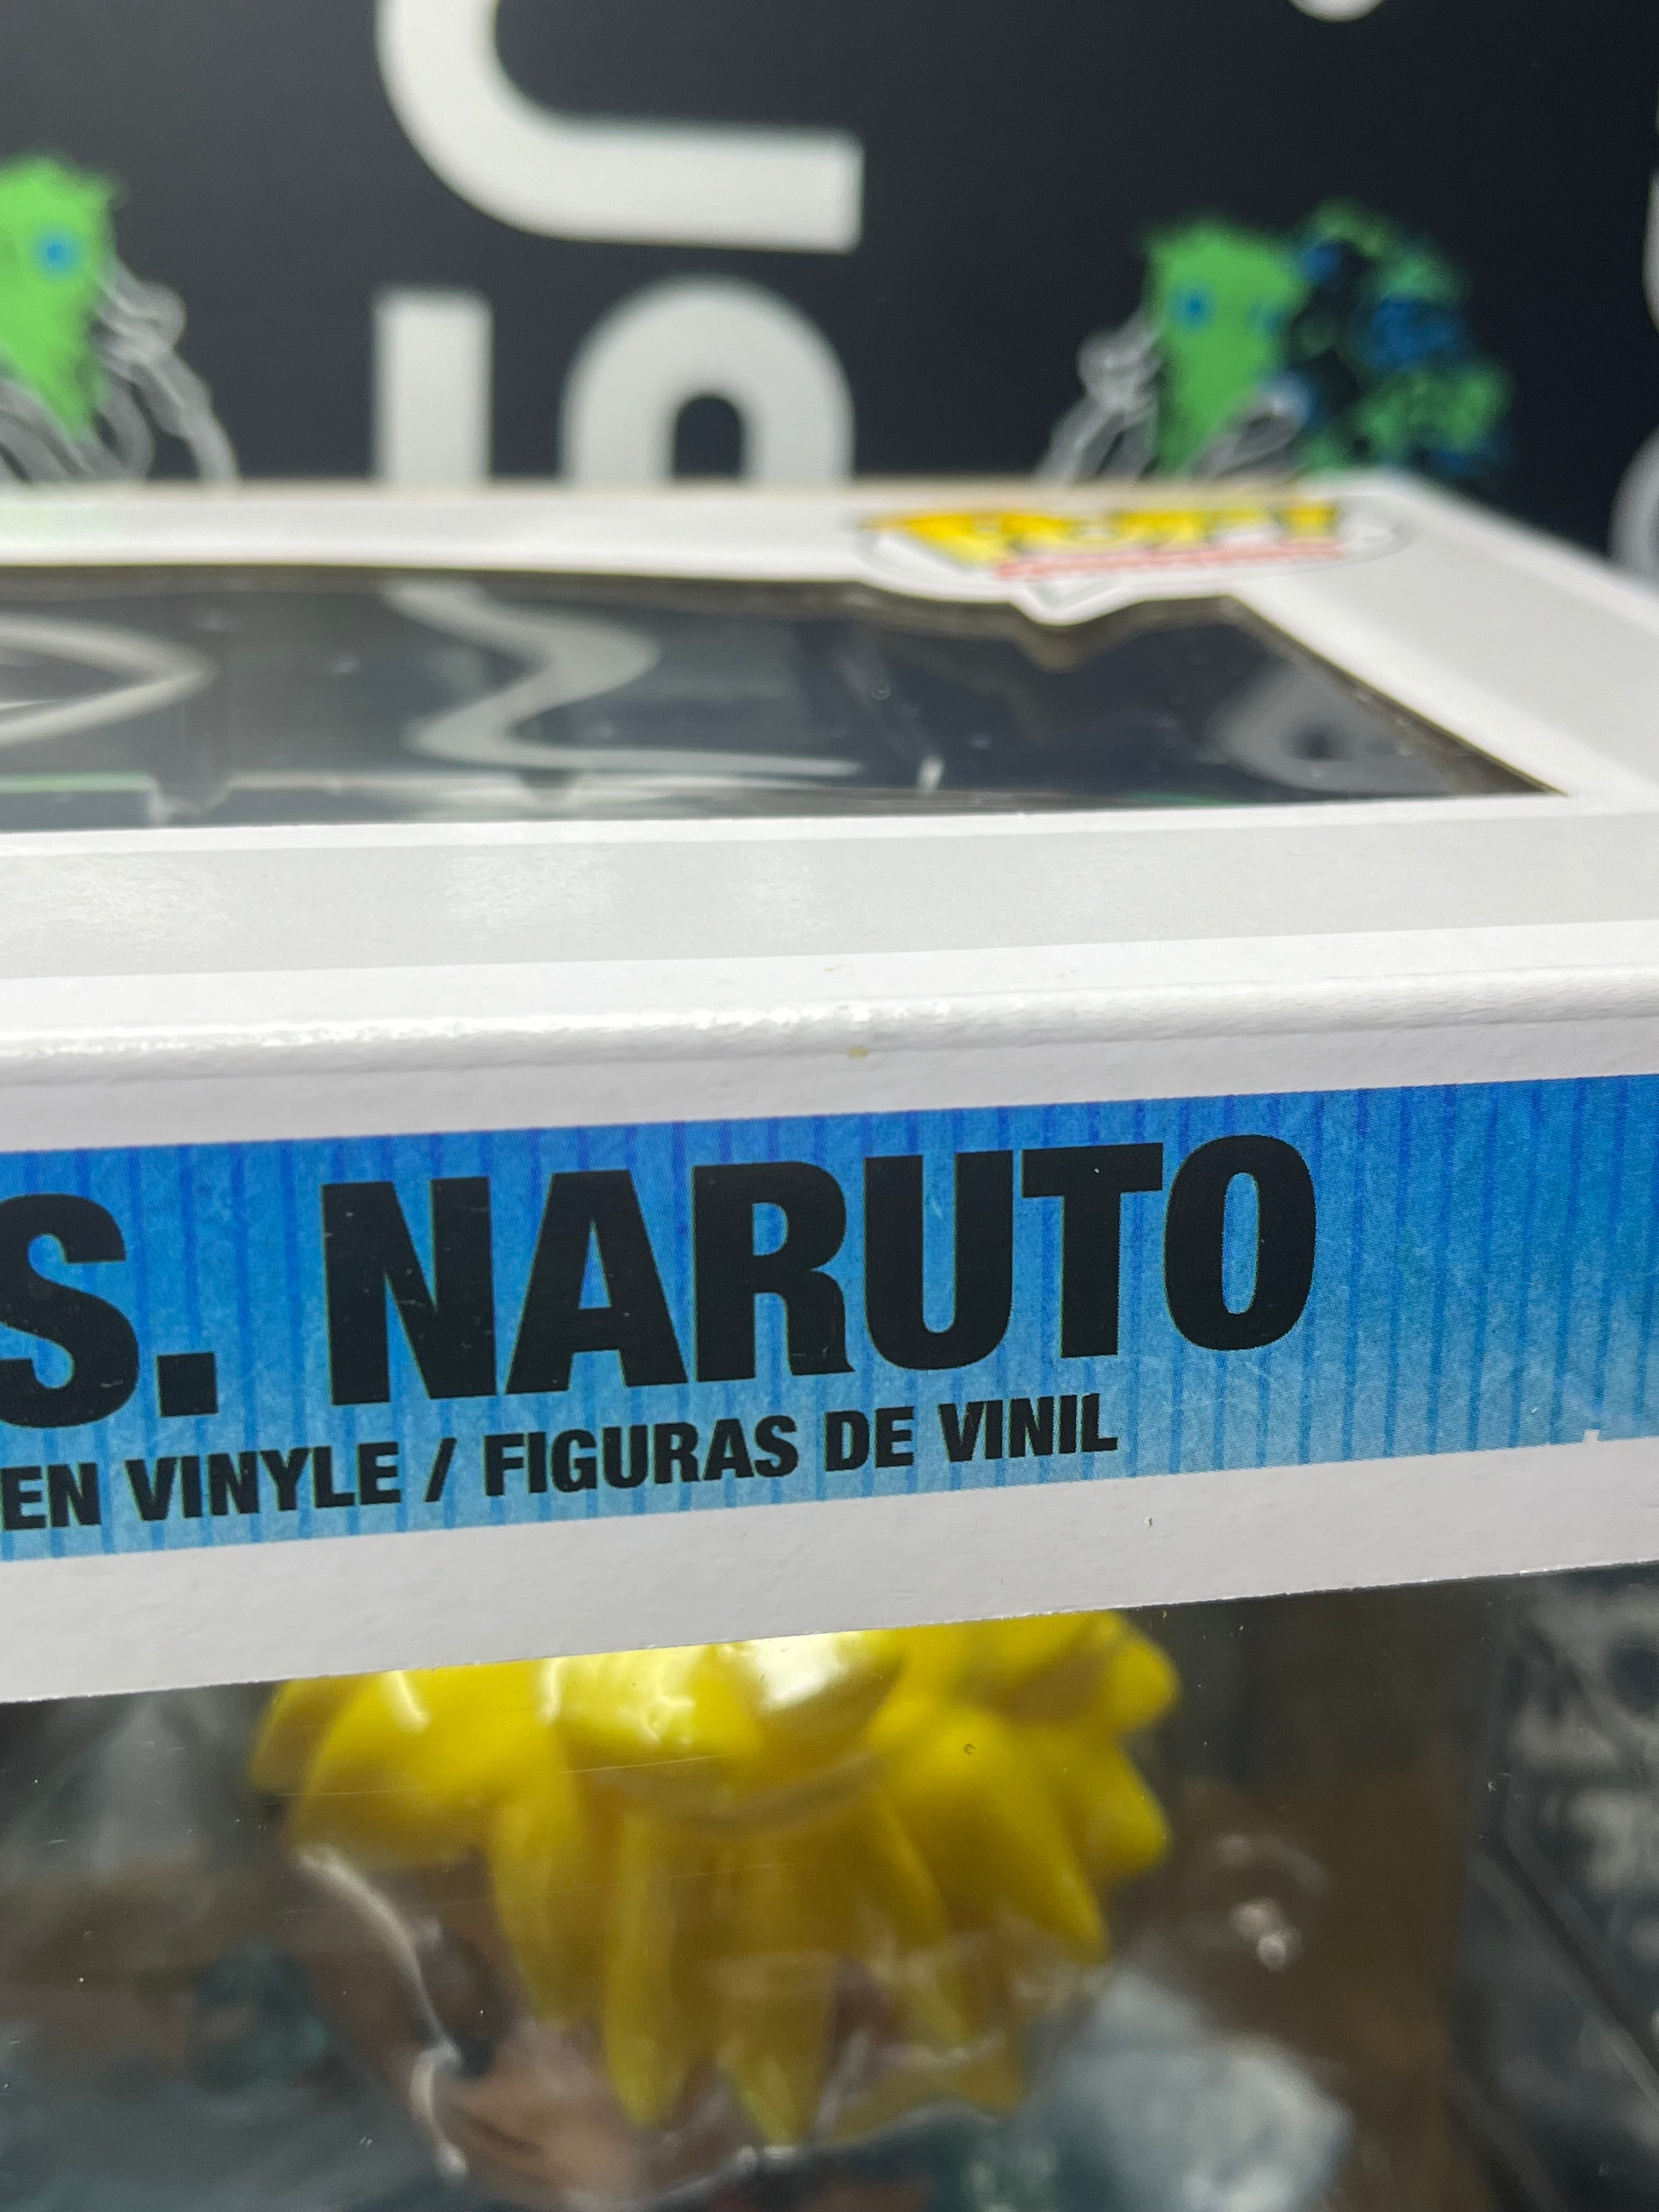 S. NARUTO
EN VINYLE / FIGURAS DE VINIL